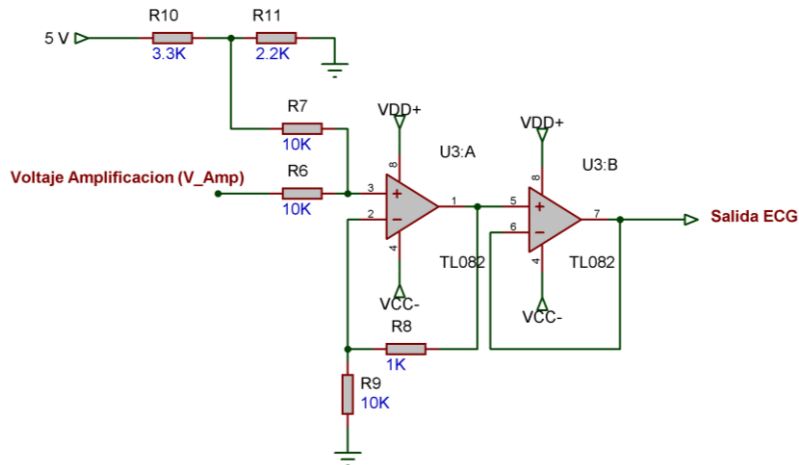 R10
R11
5 V
3.3K
2.2K
R7
10K
VDD+
VDD+
U3:A
U3:B
Voltaje Amplificacion (V_Amp)
R6
10K
8
3
2
1
4
+
−
8
5
6
7
4
+
−
Salida ECG
TL082
TL082
VCC-
VCC-
R8
1K
R9
10K